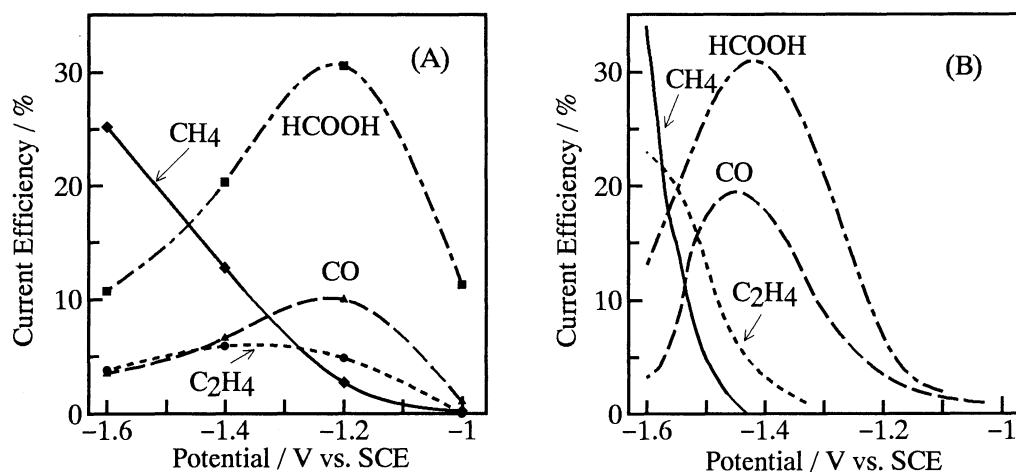 (A)
30
20
10
0
Current Efficiency / %
CH4
HCOOH
CO
C2H4
−1.6
−1.4
−1.2
−1
Potential / V vs. SCE
(B)
30
20
10
0
Current Efficiency / %
HCOOH
CH4
CO
C2H4
−1.6
−1.4
−1.2
−1
Potential / V vs. SCE